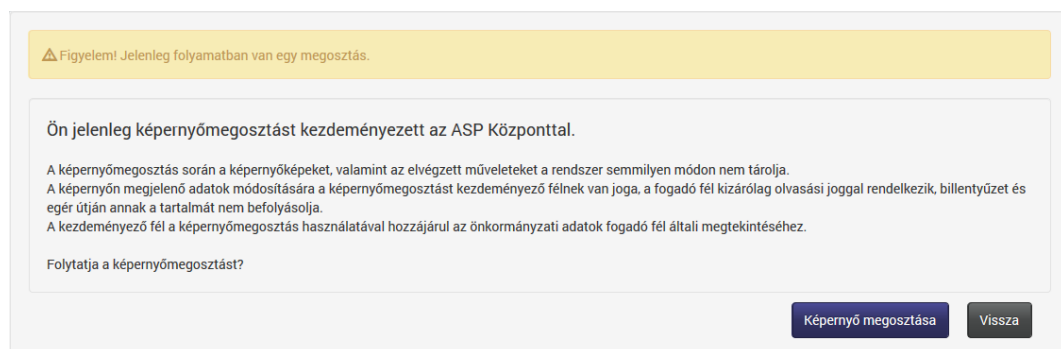 Figyelem! Jelenleg folyamatban van egy megosztás.
Ön jelenleg képernyőmegosztást kezdeményezett az ASP Központtal.
A képernyőmegosztás során a képernyőképeket, valamint az elvégzett műveleteket a rendszer semmilyen módon nem tárolja.
A képernyőn megjelenő adatok módosítására a képernyőmegosztást kezdeményező félnek van joga, a fogadó fél kizárólag olvasási joggal rendelkezik, billentyűzet és
egér útján annak a tartalmát nem befolyásolja.
A kezdeményező fél a képernyőmegosztás használatával hozzájárul az önkormányzati adatok fogadó fél általi megtekintéséhez.
Folytatja a képernyőmegosztást?
Képernyő megosztása Vissza